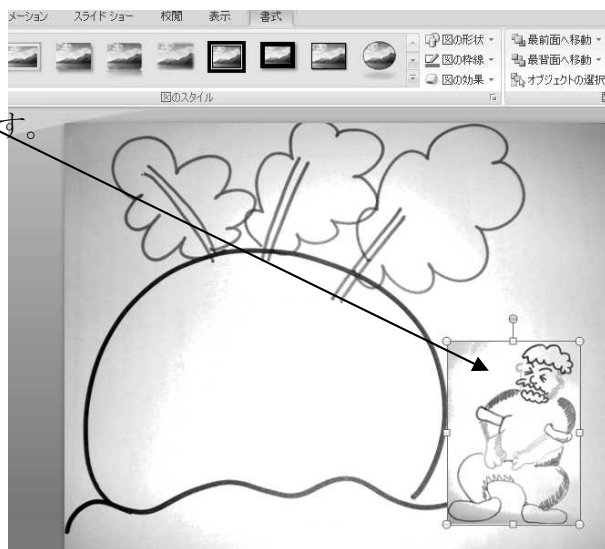 メーション スライド ショー 校閲 表示 書式
図の形状 最前面へ移動
図の枠線 最背面へ移動
図の効果 オブジェクトの選択
図のスタイル
す。